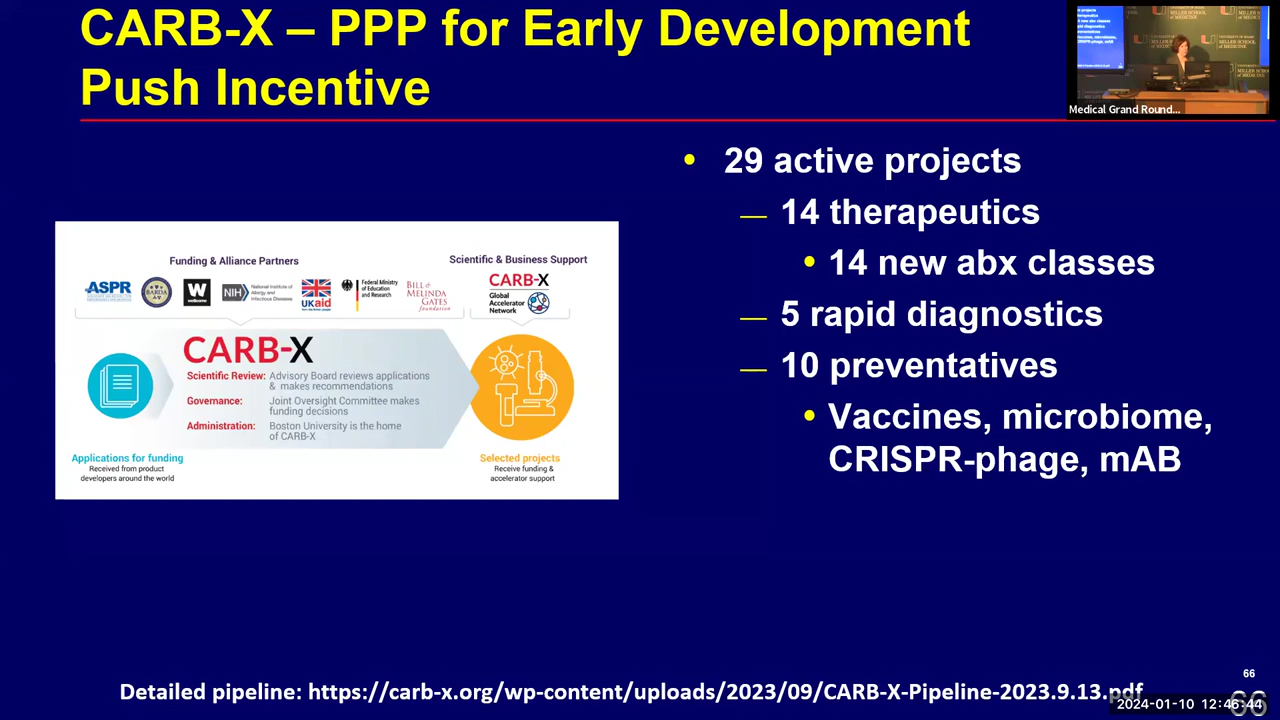 CARB-X – PPP for Early Development
Push Incentive
Medical Grand Round...
• 29 active projects
— 14 therapeutics
• 14 new abx classes
— 5 rapid diagnostics
— 10 preventatives
• Vaccines, microbiome,
CRISPR-phage, mAB
Funding & Alliance Partners
Scientific & Business Support
ASPR
BARDA
W
wellcome
NIH
National Institute of
Allergy and
Infectious Diseases
UKaid
from the British people
Federal Ministry
of Education
and Research
BILL &
MELINDA
GATES
foundation
CARB-X
Global
Accelerator
Network
CARB-X
Scientific Review: Advisory Board reviews applications
& makes recommendations
Governance: Joint Oversight Committee makes
funding decisions
Administration: Boston University is the home
of CARB-X
Applications for funding
Received from product
developers around the world
Selected projects
Receive funding &
accelerator support
Detailed pipeline: https://carb-x.org/wp-content/uploads/2023/09/CARB-X-Pipeline-2023.9.13.pdf
66
66
2024-01-10 12:46:44